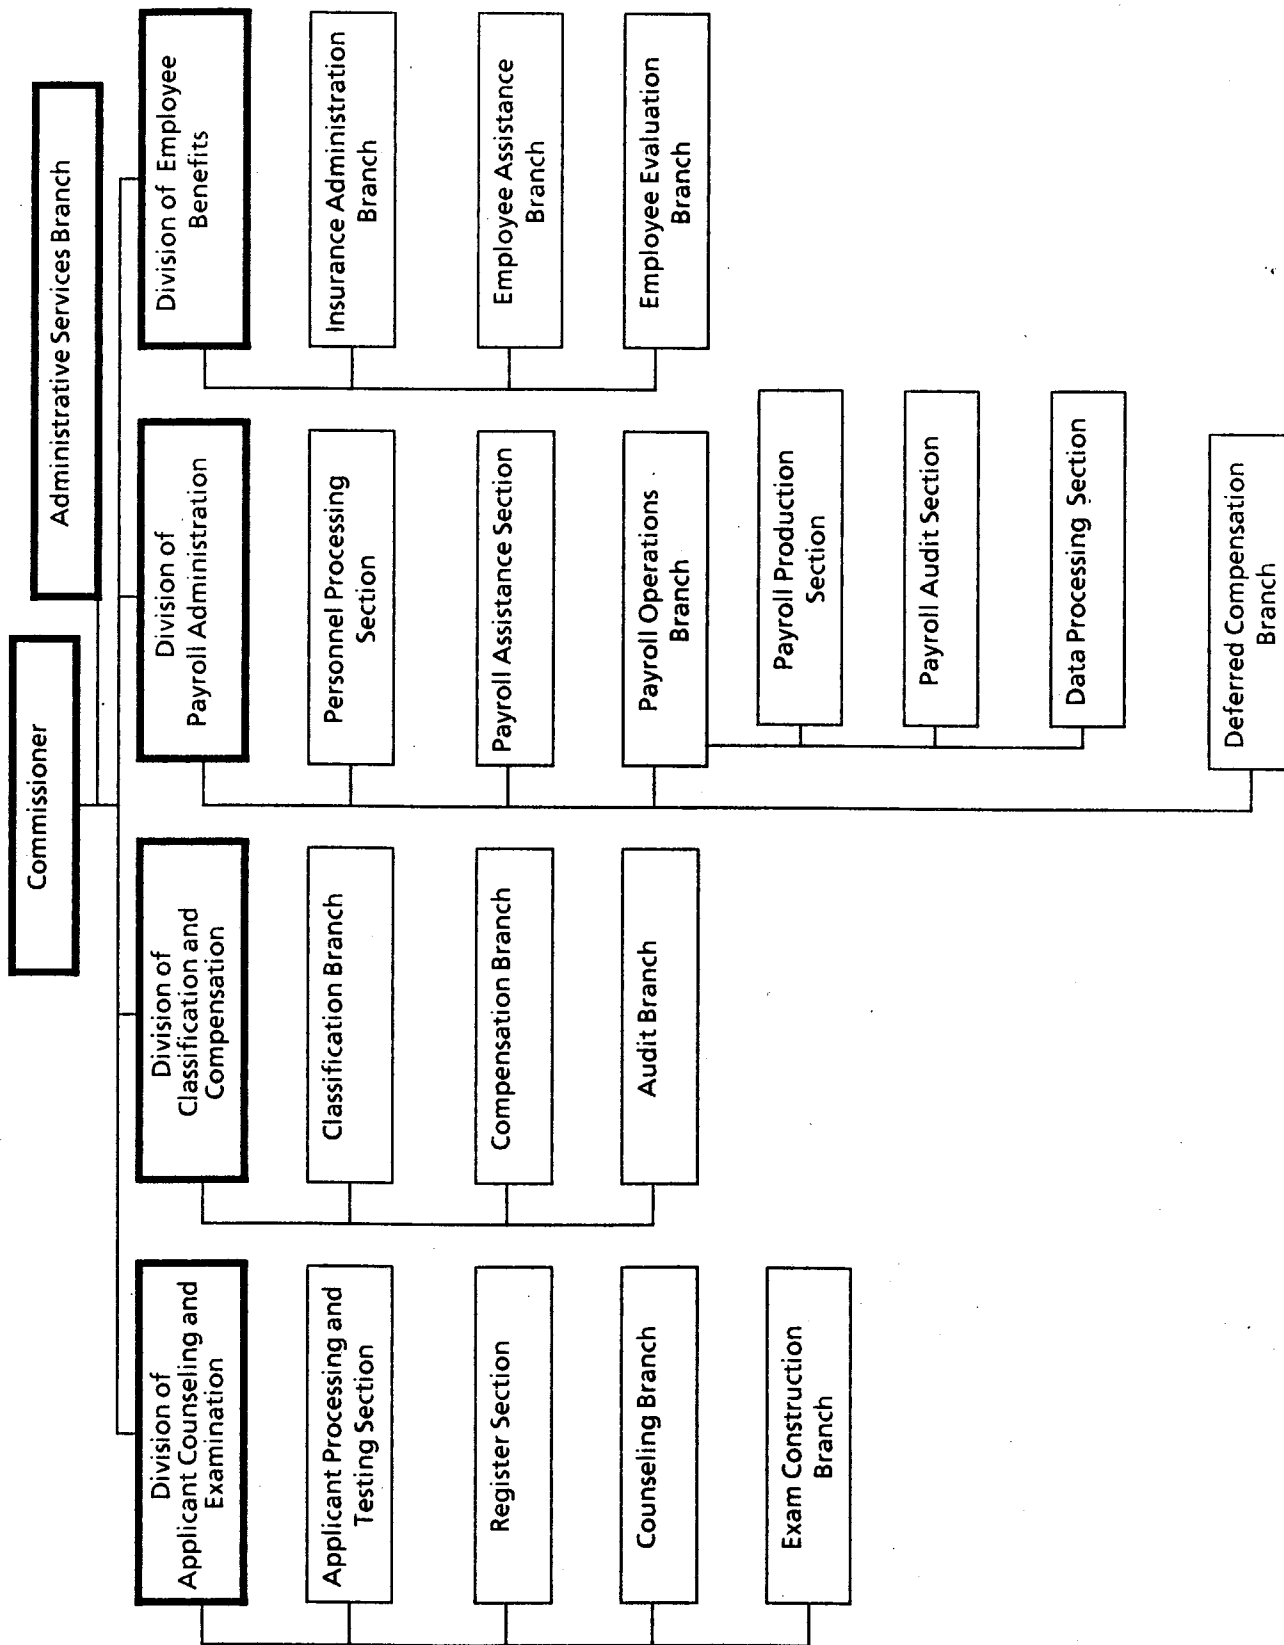 Commissioner
Administrative Services Branch
Division of
Applicant Counseling and
Examination
Applicant Processing and
Testing Section
Register Section
Counseling Branch
Exam Construction
Branch
Division of
Classification and
Compensation
Classification Branch
Compensation Branch
Audit Branch
Division of
Payroll Administration
Personnel Processing
Section
Payroll Assistance Section
Payroll Operations
Branch
Payroll Production
Section
Payroll Audit Section
Data Processing Section
Deferred Compensation
Branch
Division of Employee
Benefits
Insurance Administration
Branch
Employee Assistance
Branch
Employee Evaluation
Branch